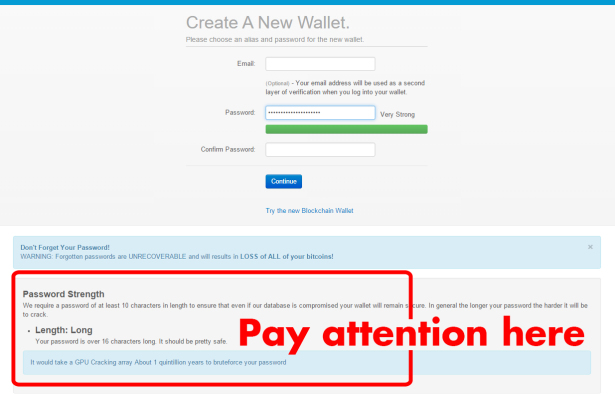 Create A New Wallet.
Please choose an alias and password for the new wallet.
Email:
(Optional) – Your email address will be used as a second
layer of verification when you log into your wallet.
Password:
••••••••••••••••••••• Very Strong
Confirm Password:
Continue
Try the new Blockchain Wallet
Don't Forget Your Password! ×
WARNING: Forgotten passwords are UNRECOVERABLE and will results in LOSS of ALL of your bitcoins!
Password Strength
We require a password of at least 10 characters in length to ensure that even if our database is compromised your wallet will remain secure. In general the longer your password the harder it will be
to crack.
• Length: Long
Your password is over 16 characters long. It should be pretty safe.
Pay attention here
It would take a GPU Cracking array About 1 quintillion years to bruteforce your password